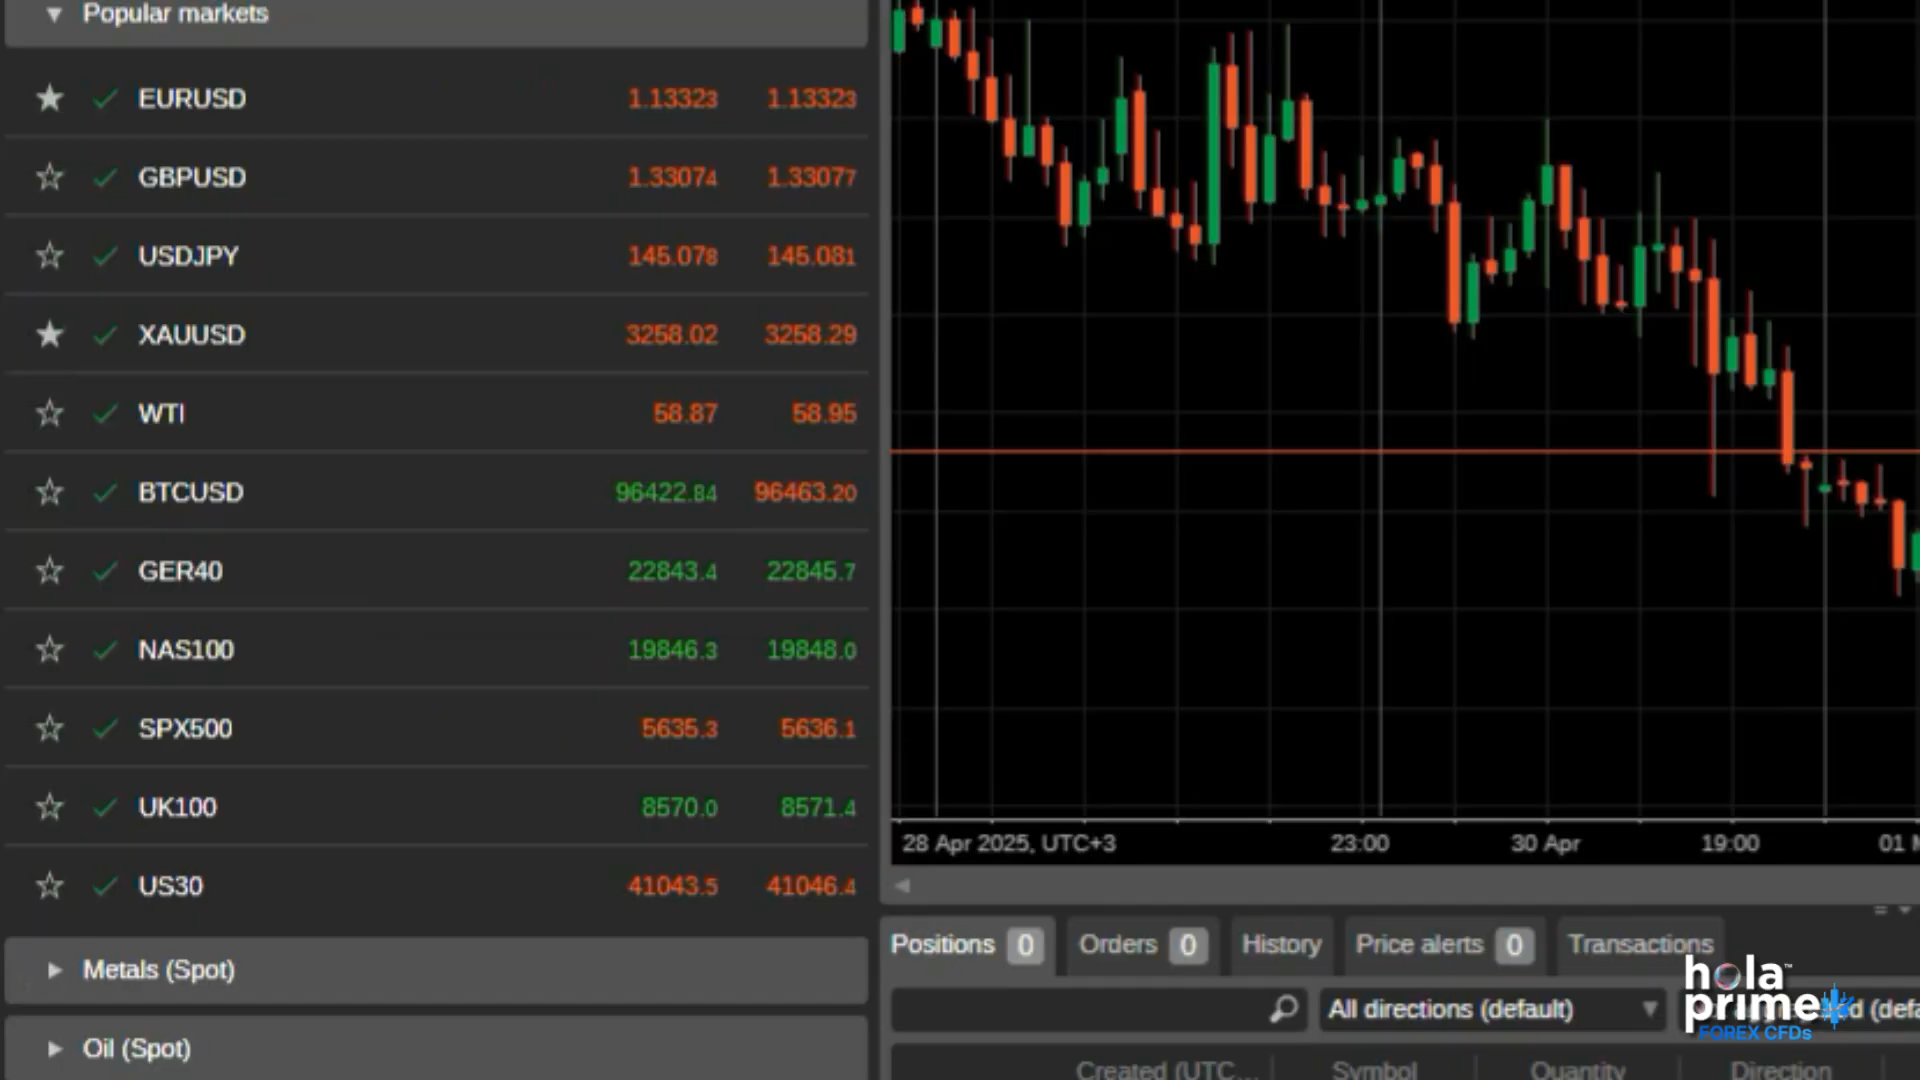 Popular markets
EURUSD 1.13323 1.13323
GBPUSD 1.33074 1.33077
USDJPY 145.078 145.081
XAUUSD 3258.02 3258.29
WTI 58.87 58.95
BTCUSD 96422.84 96463.20
GER40 22843.4 22845.7
NAS100 19846.3 19848.0
SPX500 5635.3 5636.1
UK100 8570.0 8571.4
US30 41043.5 41046.4
Metals (Spot)
Oil (Spot)
28 Apr 2025, UTC+3 23:00 30 Apr 19:00 01
Positions 0 Orders 0 History Price alerts 0 Transactions
All directions (default)
Created (UTC... Symbol Quantity Direction
hola™
prime
FOREX CFDs